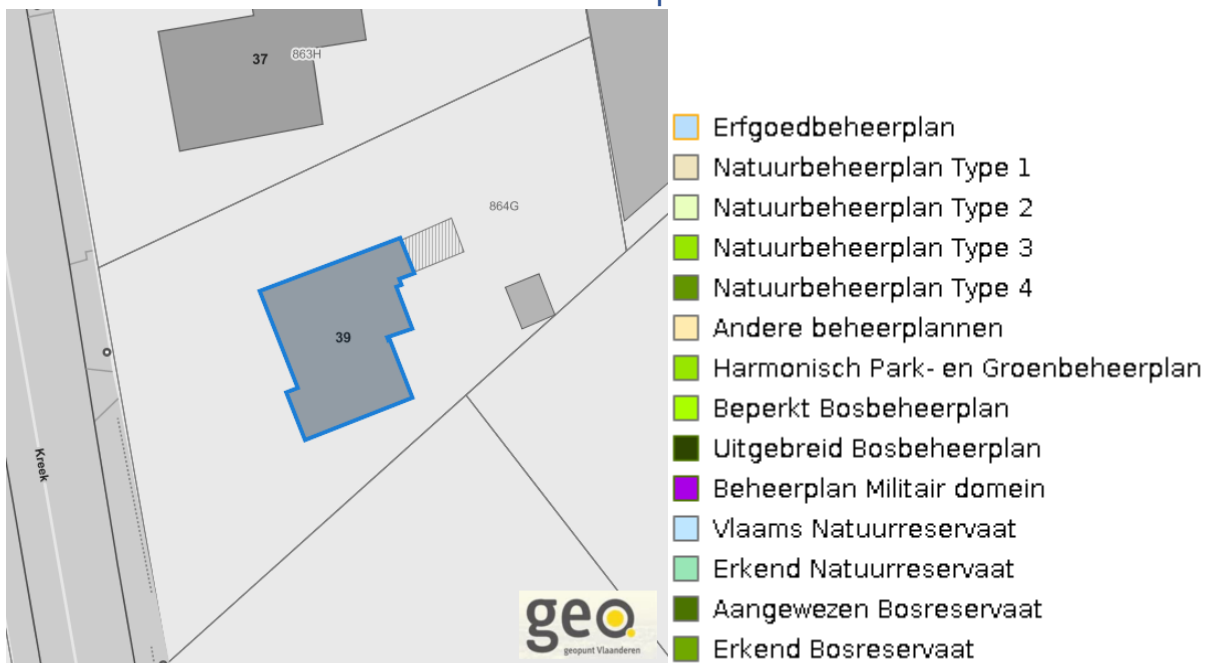 37
863H
864G
39
Kreek
geo.
geopunt Vlaanderen
Erfgoedbeheerplan
Natuurbeheerplan Type 1
Natuurbeheerplan Type 2
Natuurbeheerplan Type 3
Natuurbeheerplan Type 4
Andere beheerplannen
Harmonisch Park- en Groenbeheerplan
Beperkt Bosbeheerplan
Uitgebreid Bosbeheerplan
Beheerplan Militair domein
Vlaams Natuurreservaat
Erkend Natuurreservaat
Aangewezen Bosreservaat
Erkend Bosreservaat